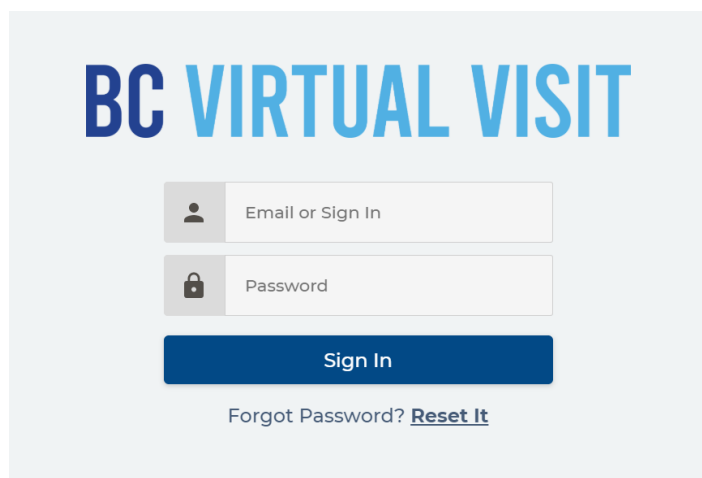 BC VIRTUAL VISIT
Email or Sign In
Password
Sign In
Forgot Password? Reset It